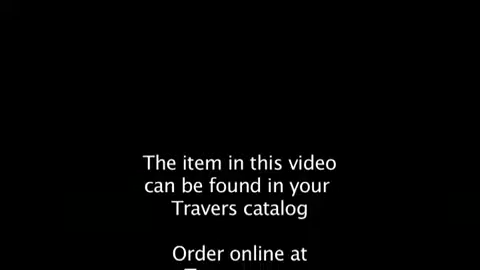 The item in this video
can be found in your
Travers catalog
Order online at